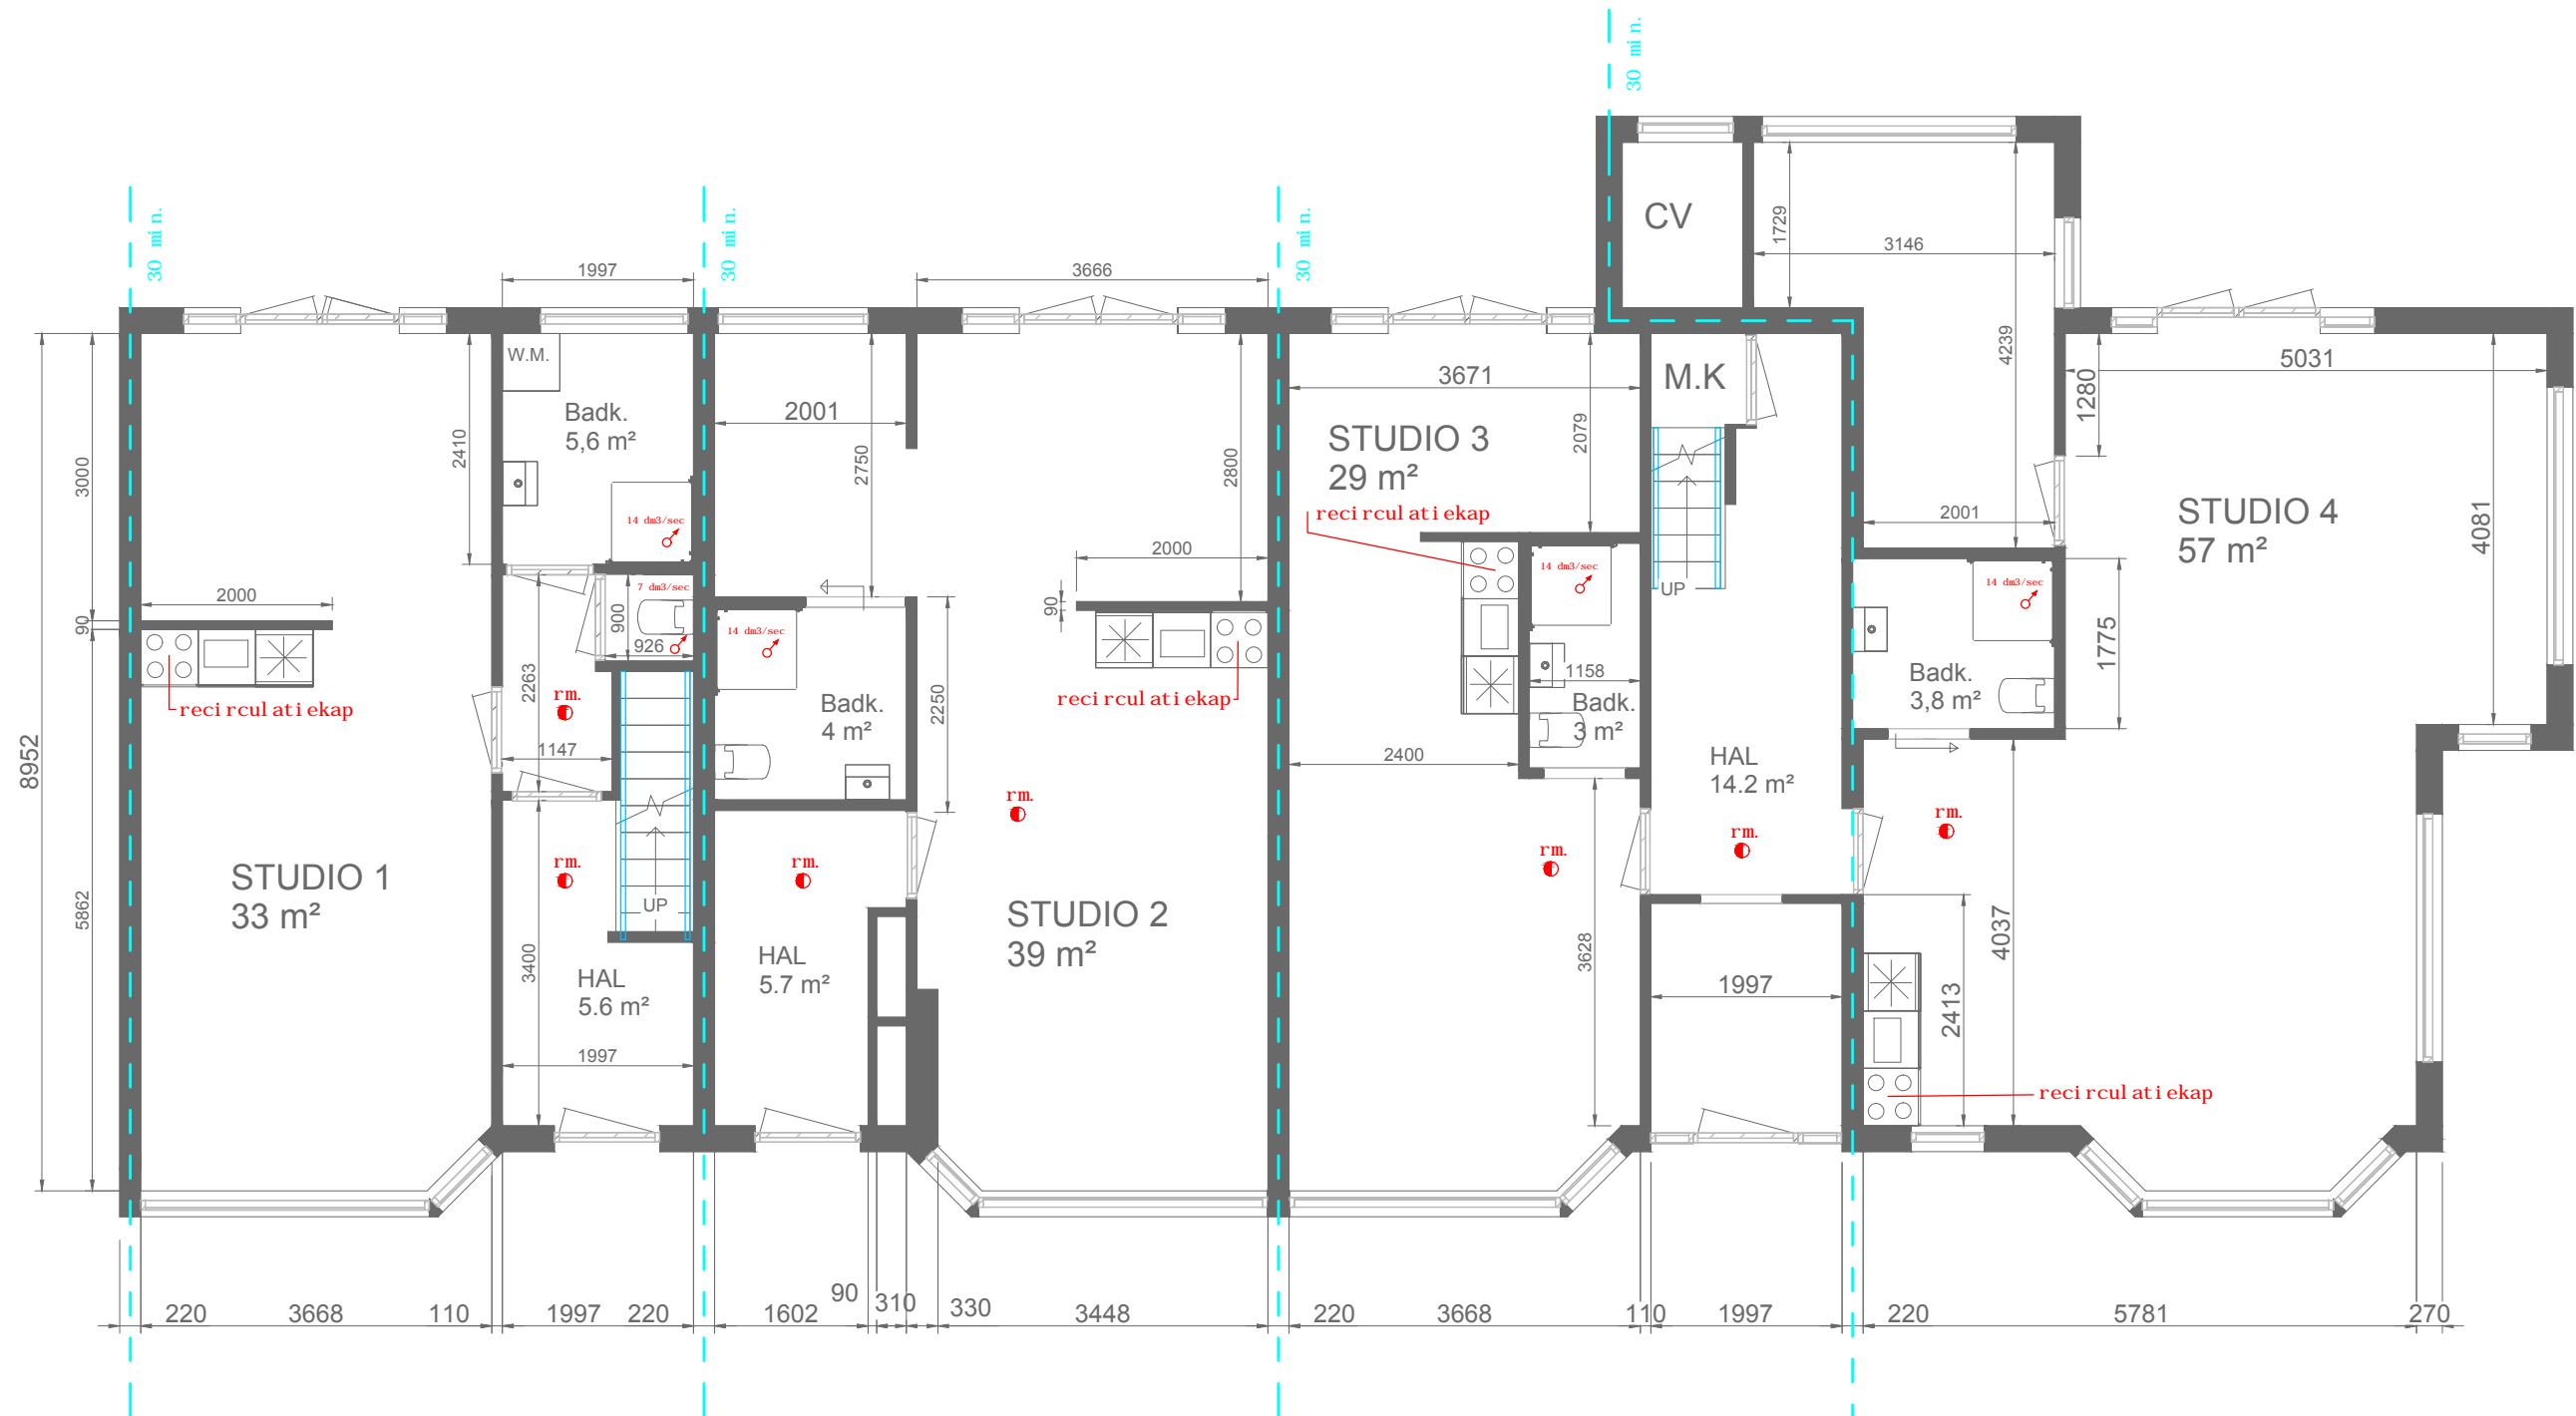 30 min.
30 min.
30 min.
30 min.
1997
3666
CV
1729
3146
4239
W.M.
Badk.
5,6 m²
2410
2001
2750
2800
3671
2079
M.K
5031
1280
4081
STUDIO 3
29 m²
recirculatiekap
STUDIO 4
57 m²
2001
3000
14 dm3/sec
7 dm3/sec
900
926
2000
90
2263
rm.
1147
recirculatiekap
8952
5862
STUDIO 1
33 m²
rm.
UP
3400
HAL
5.6 m²
1997
14 dm3/sec
Badk.
4 m²
2250
2000
90
recirculatiekap
rm.
rm.
HAL
5.7 m²
STUDIO 2
39 m²
14 dm3/sec
1158
Badk.
3 m²
2400
rm.
3628
UP
HAL
14.2 m²
rm.
1997
14 dm3/sec
Badk.
3,8 m²
1775
rm.
4037
2413
recirculatiekap
220
3668
110
1997
220
1602
90
310
330
3448
220
3668
110
1997
220
5781
270